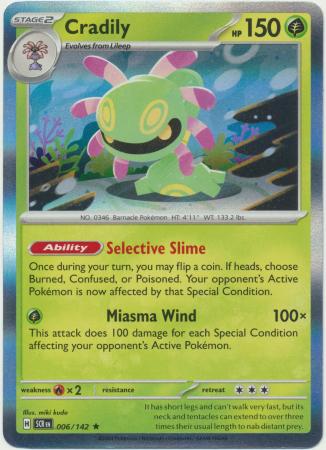 STAGE2
Cradily
HP 150
Evolves from Lileep
NO. 0346 Barnacle Pokémon HT: 4'11" WT: 133.2 lbs.
Ability Selective Slime
Once during your turn, you may flip a coin. If heads, choose
Burned, Confused, or Poisoned. Your opponent's Active
Pokémon is now affected by that Special Condition.
Miasma Wind 100×
This attack does 100 damage for each Special Condition
affecting your opponent's Active Pokémon.
weakness ×2 resistance retreat
Illus. miki kudo
H SCR EN 006/142 ★
It has short legs and can't walk very fast, but its
neck and tentacles can extend to over three
times their usual length to nab distant prey.